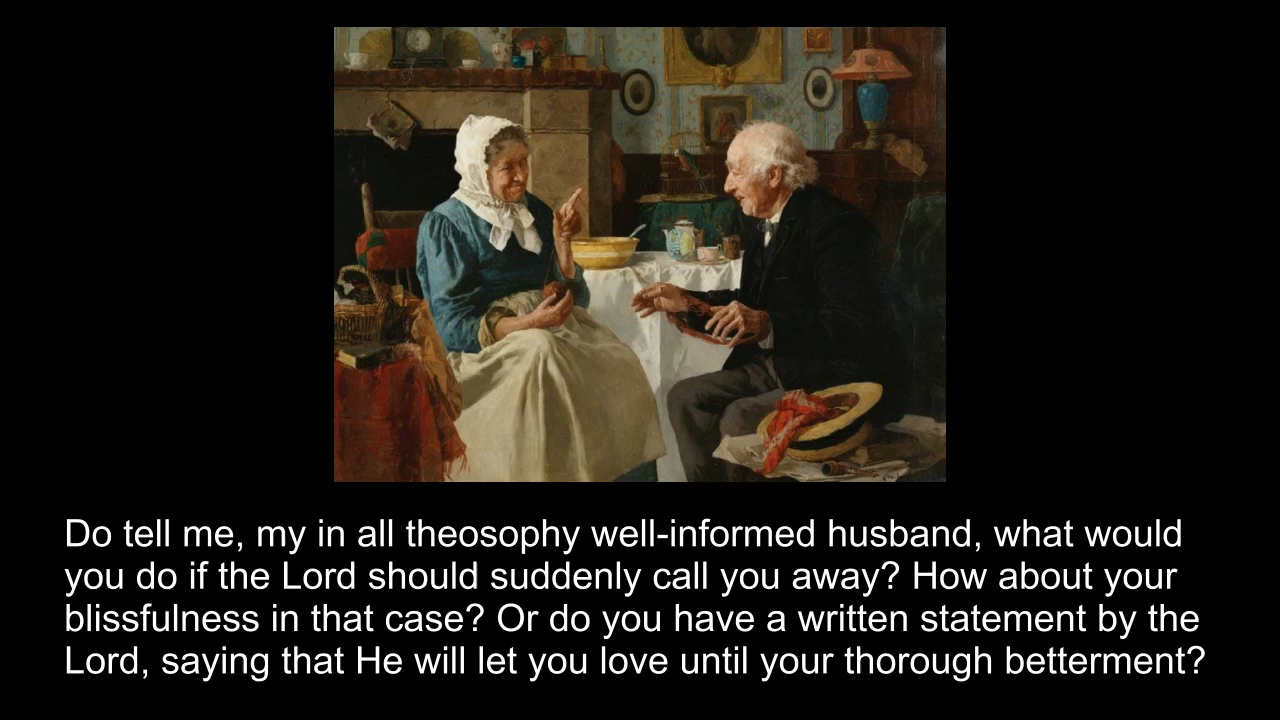 Do tell me, my in all theosophy well-informed husband, what would
you do if the Lord should suddenly call you away? How about your
blissfulness in that case? Or do you have a written statement by the
Lord, saying that He will let you love until your thorough betterment?